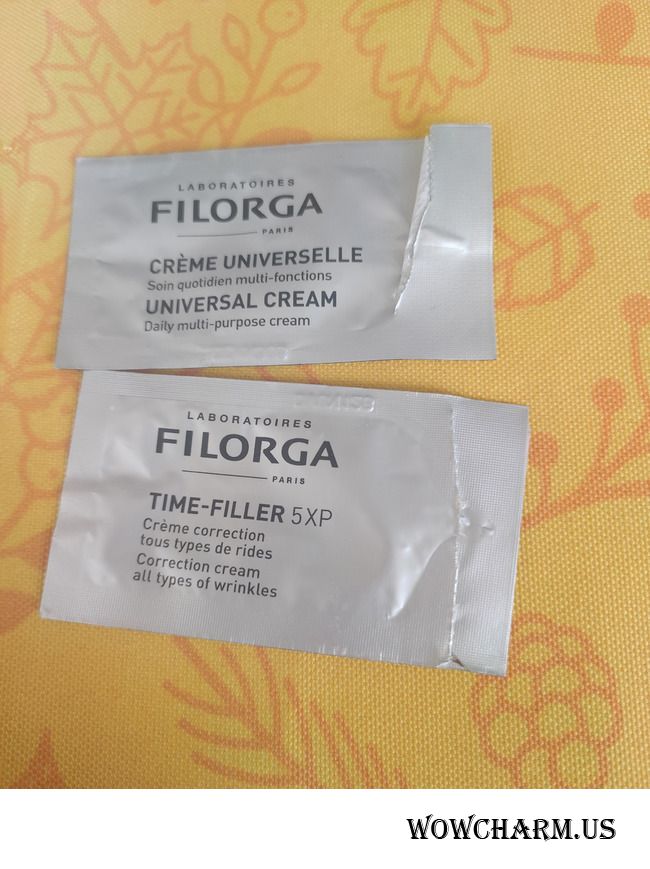 LABORATOIRES
FILORGA
PARIS
CRÈME UNIVERSELLE
Soin quotidien multi-fonctions
UNIVERSAL CREAM
Daily multi-purpose cream
LABORATOIRES
FILORGA
PARIS
TIME-FILLER 5XP
Crème correction
tous types de rides
Correction cream
all types of wrinkles
WOWCHARM.US